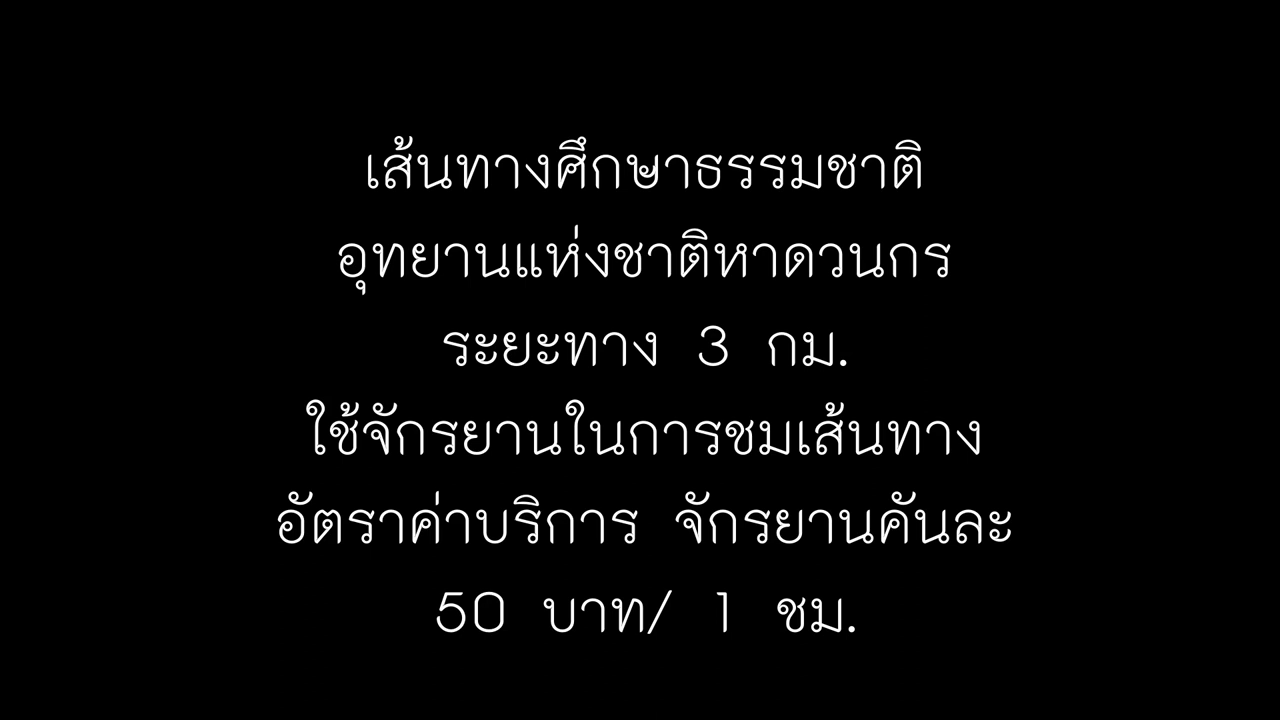 เส้นทางศึกษาธรรมชาติ
อุทยานแห่งชาติหาดวนกร
ระยะทาง 3 กม.
ใช้จักรยานในการชมเส้นทาง
อัตราค่าบริการ จักรยานคันละ
50 บาท/ 1 ชม.